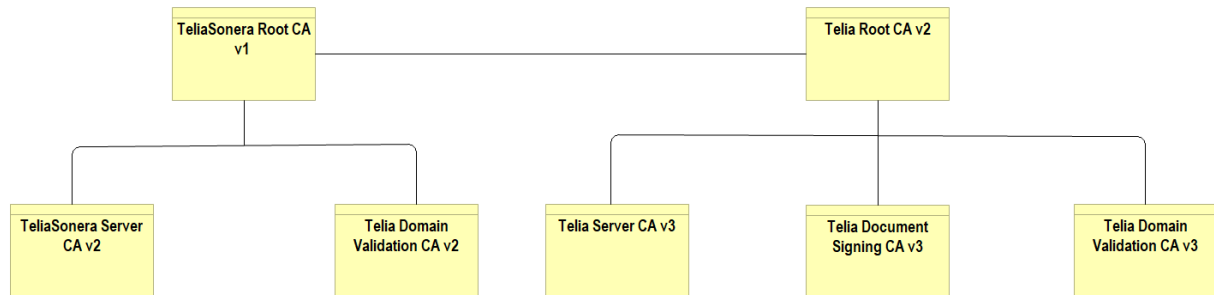 TeliaSonera Root CA
v1
Telia Root CA v2
TeliaSonera Server
CA v2
Telia Domain
Validation CA v2
Telia Server CA v3
Telia Document
Signing CA v3
Telia Domain
Validation CA v3